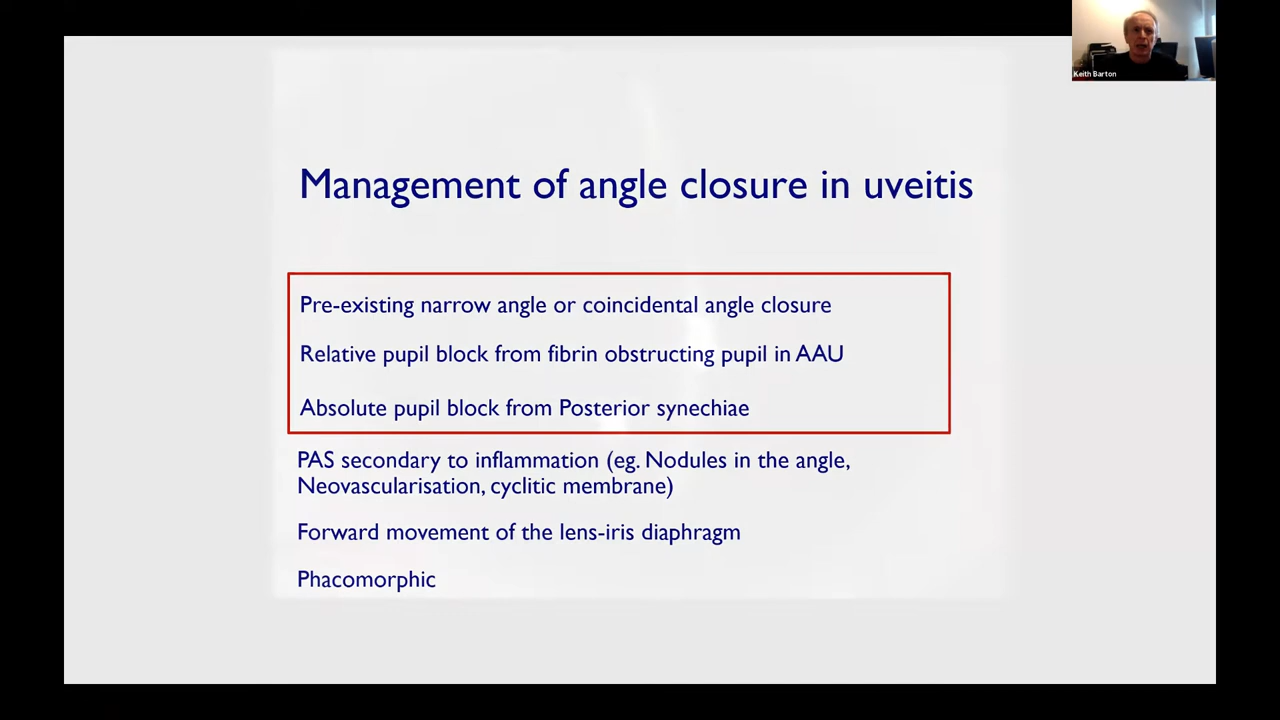 Keith Barton
Management of angle closure in uveitis
Pre-existing narrow angle or coincidental angle closure
Relative pupil block from fibrin obstructing pupil in AAU
Absolute pupil block from Posterior synechiae
PAS secondary to inflammation (eg. Nodules in the angle,
Neovascularisation, cyclitic membrane)
Forward movement of the lens-iris diaphragm
Phacomorphic